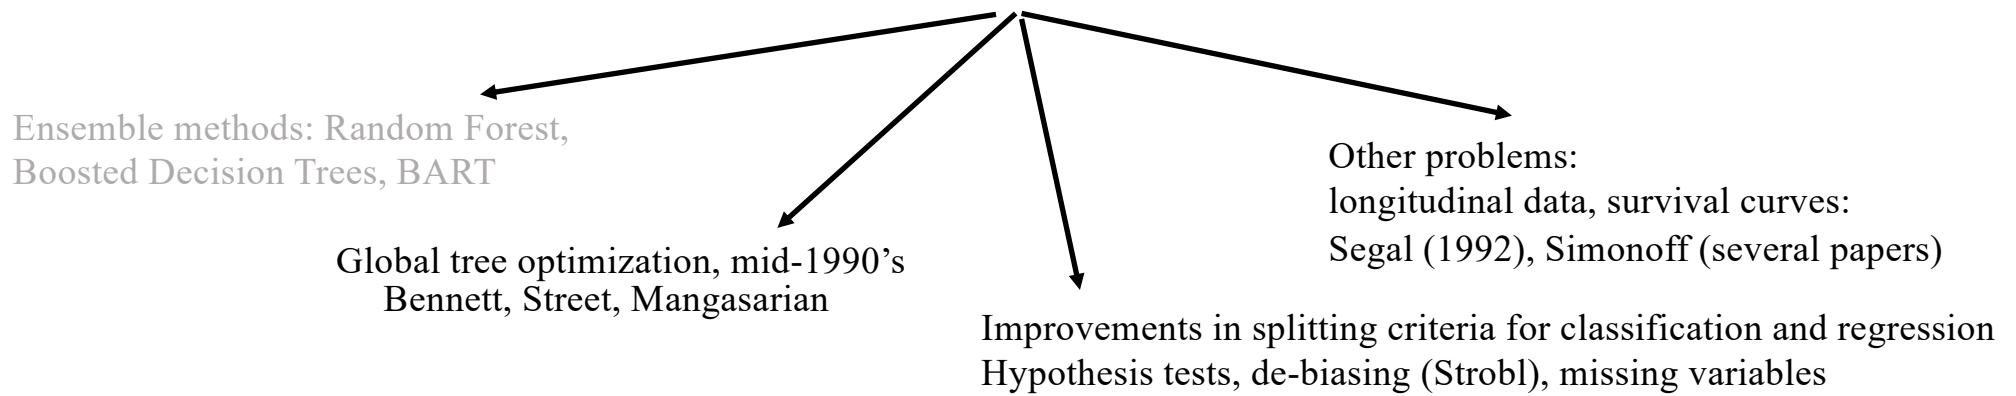 Ensemble methods: Random Forest,
Boosted Decision Trees, BART
Global tree optimization, mid-1990’s
Bennett, Street, Mangasarian
Improvements in splitting criteria for classification and regression
Hypothesis tests, de-biasing (Strobl), missing variables
Other problems:
longitudinal data, survival curves:
Segal (1992), Simonoff (several papers)